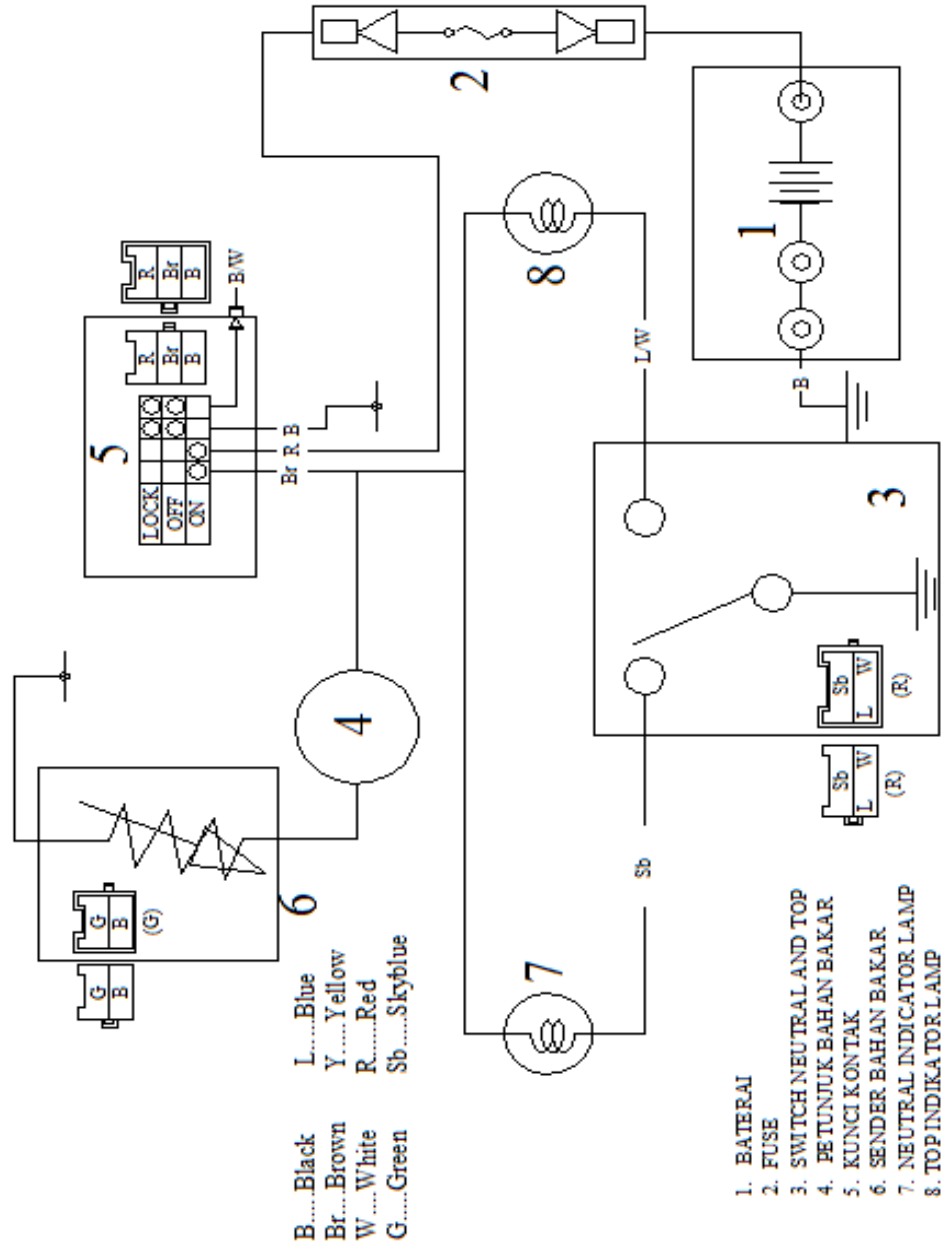 2
8
1
B
L/W
R
Br
B
R
Br
B
B/W
5
LOCK
OFF
ON
Br R B
3
Sb
L W
(R)
Sb
L W
(R)
4
6
G
B
(G)
G
B
7
Sb
B....Black L.....Blue
Br...Brown Y....Yellow
W....White R....Red
G....Green Sb....Skyblue
1. BATERAI
2. FUSE
3. SWITCH NEUTRAL AND TOP
4. PETUNJUK BAHAN BAKAR
5. KUNCI KONTAK
6. SENDER BAHAN BAKAR
7. NEUTRAL INDICATOR LAMP
8. TOP INDIKATOR LAMP